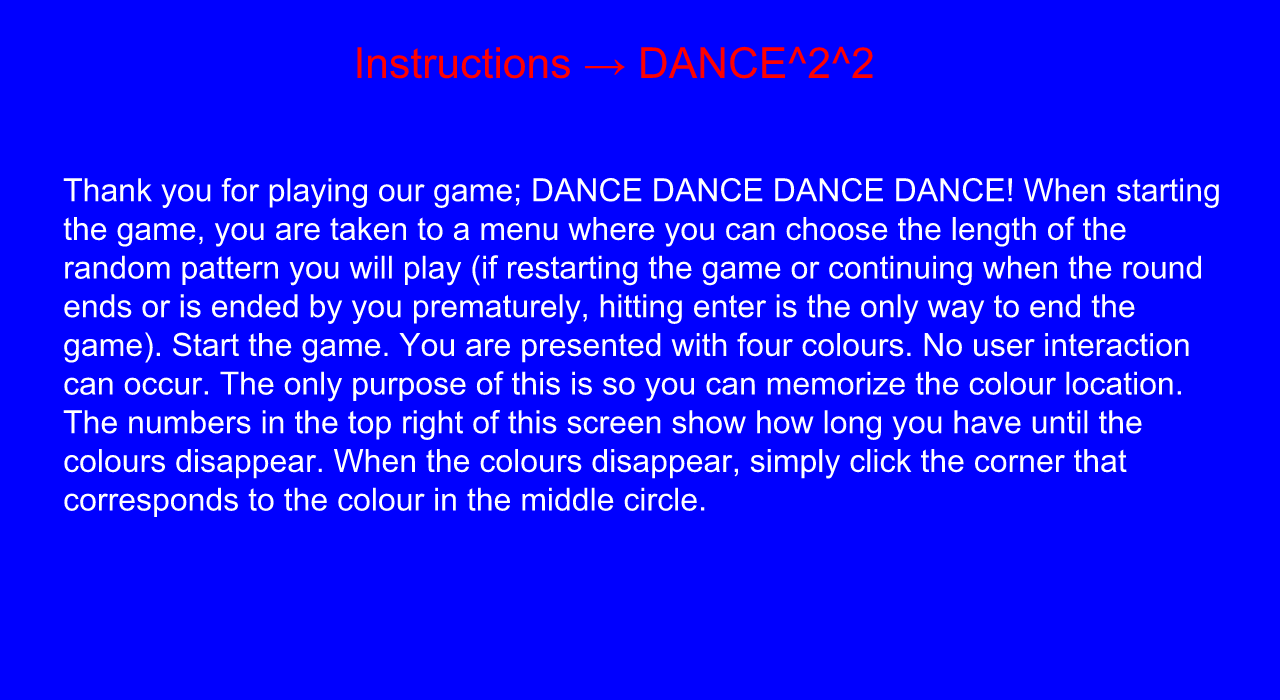 Instructions → DANCE^2^2
Thank you for playing our game; DANCE DANCE DANCE DANCE! When starting
the game, you are taken to a menu where you can choose the length of the
random pattern you will play (if restarting the game or continuing when the round
ends or is ended by you prematurely, hitting enter is the only way to end the
game). Start the game. You are presented with four colours. No user interaction
can occur. The only purpose of this is so you can memorize the colour location.
The numbers in the top right of this screen show how long you have until the
colours disappear. When the colours disappear, simply click the corner that
corresponds to the colour in the middle circle.